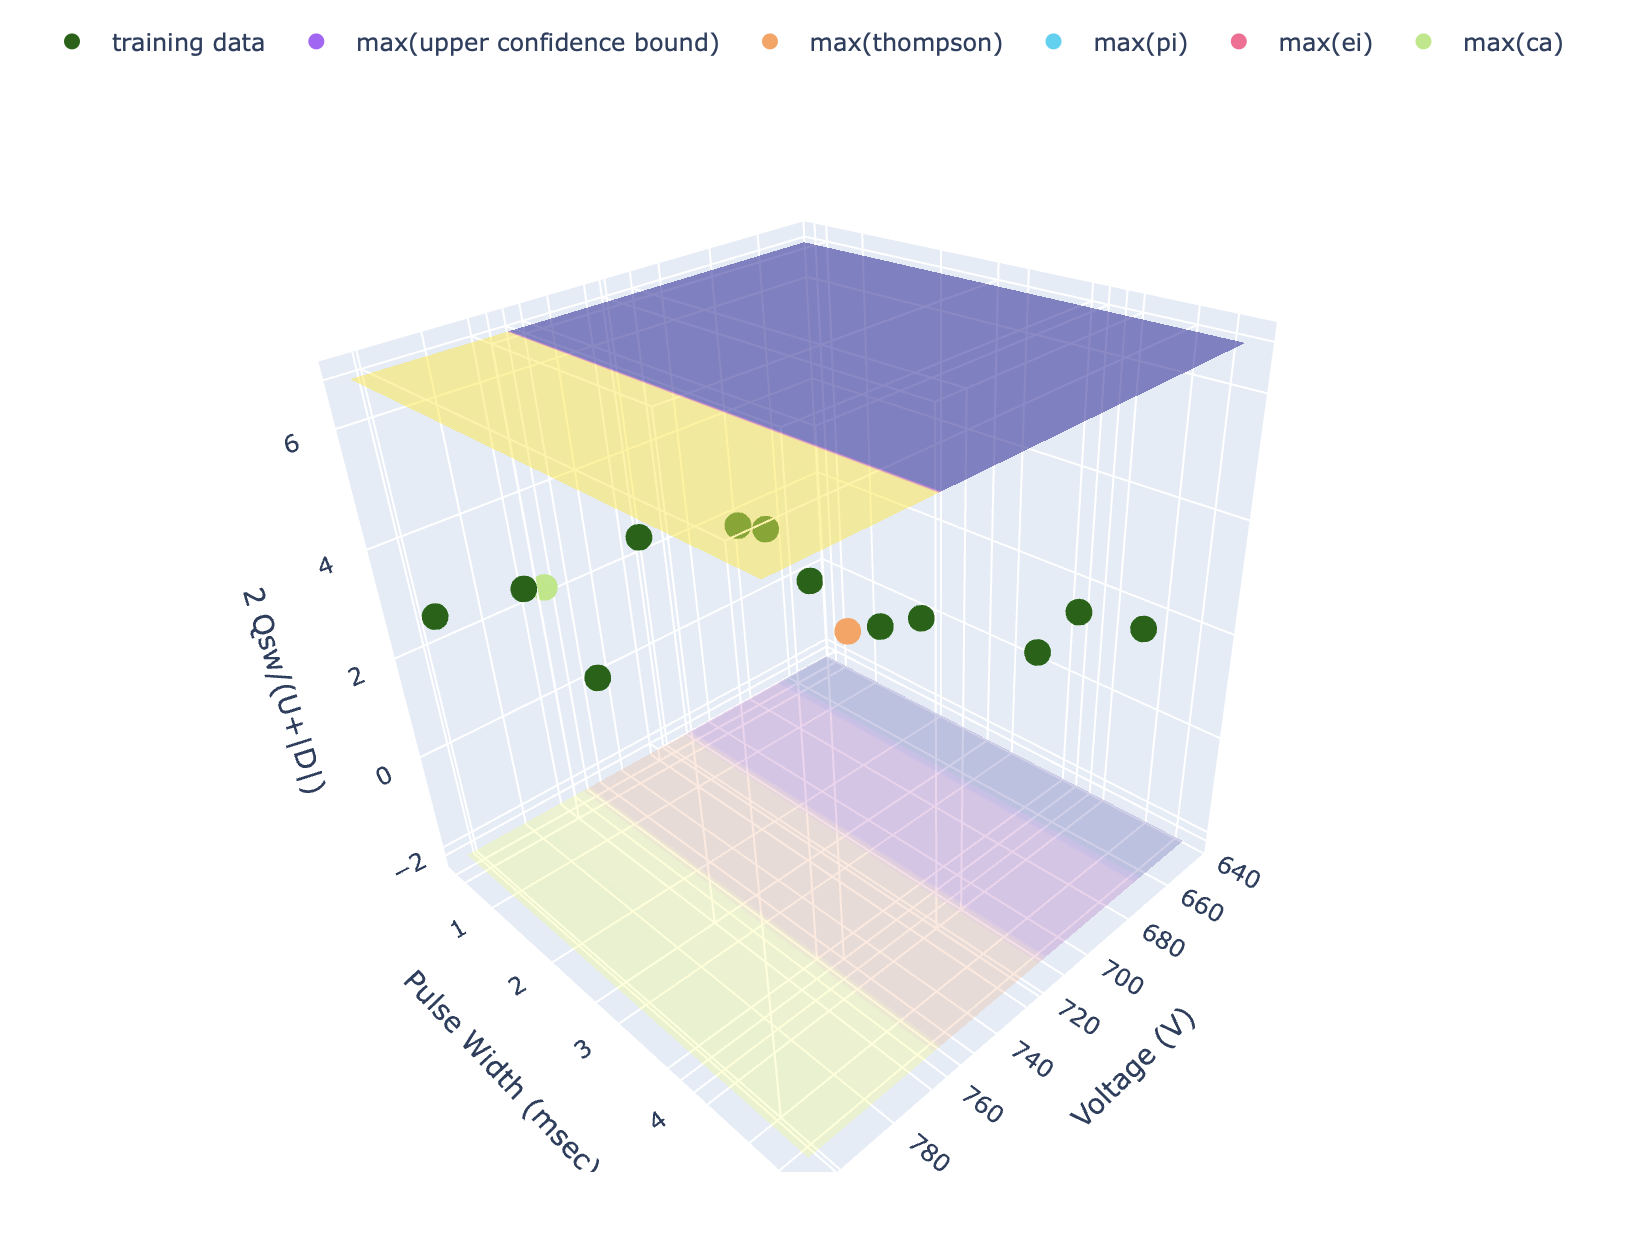 training data
max(upper confidence bound)
max(thompson)
max(pi)
max(ei)
max(ca)
6
4
2
0
−2
2 Qsw/(U+|D|)
1
2
3
4
Pulse Width (msec)
640
660
680
700
720
740
760
780
Voltage (V)